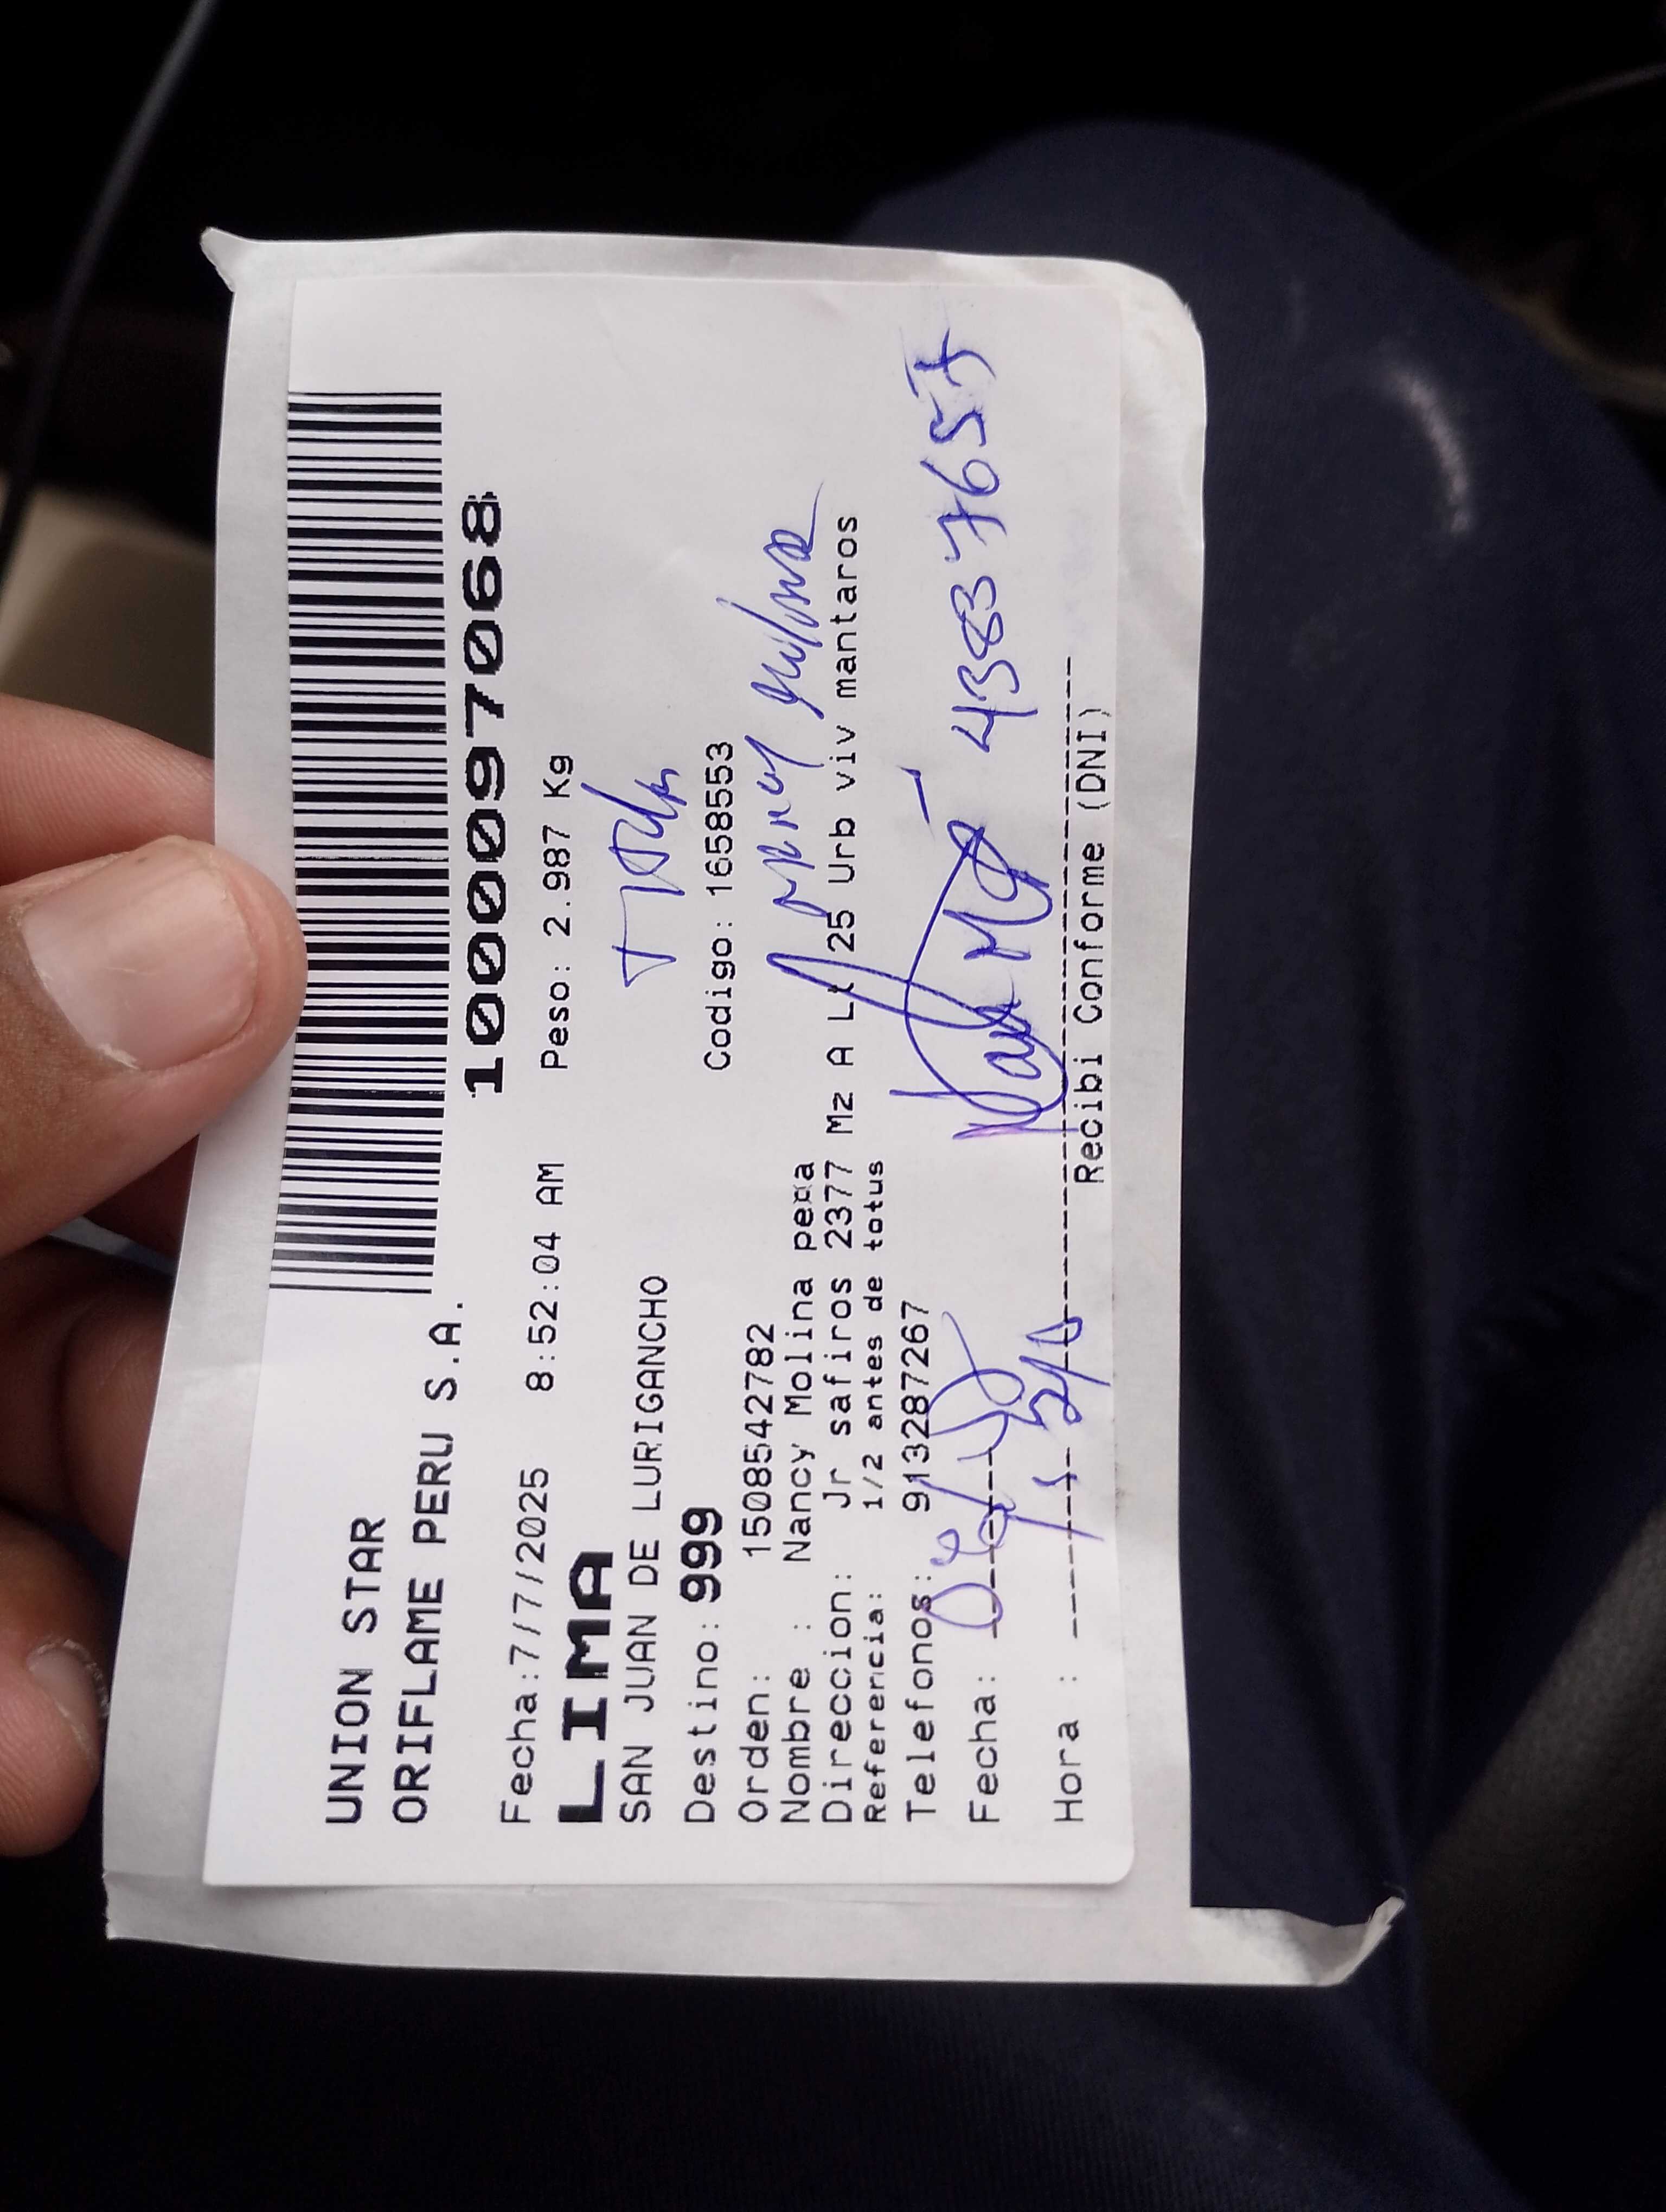 UNION STAR
ORIFLAME PERU S.A.
1000097068
Fecha:7/7/2025 8:52:04 AM Peso: 2.987 Kg
LIMA
SAN JUAN DE LURIGANCHO
Destino: 999
Codigo: 1658553
Orden: 1508542782
Nombre : Nancy Molina pera
Direccion: Jr safiros 2377 Mz A Lt 25 Urb viv mantaros
Referencia: 1/2 antes de totus
Telefonos: 913287267
Fecha:
Hora :
Recibi Conforme (DNI)